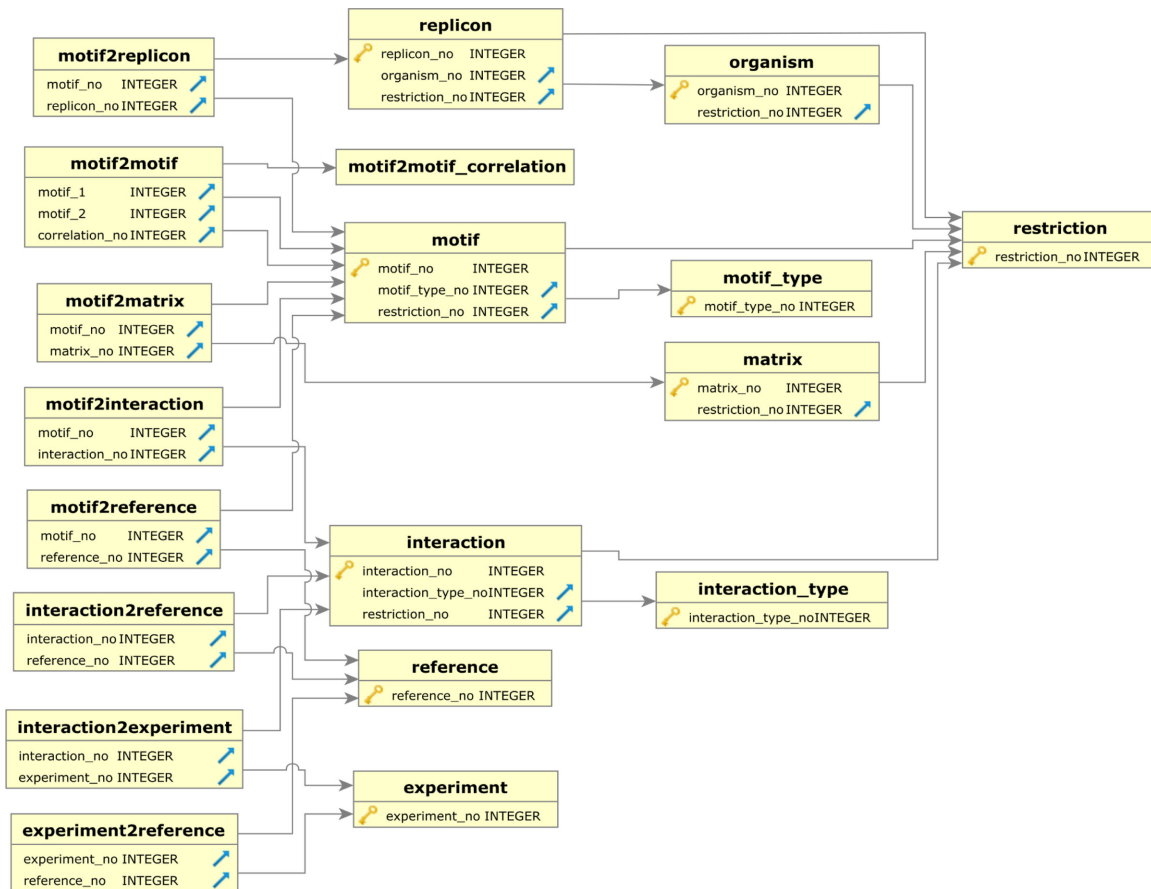 motif2replicon
motif_no INTEGER
replicon_no INTEGER
replicon
replicon_no INTEGER
organism_no INTEGER
restriction_no INTEGER
organism
organism_no INTEGER
restriction_no INTEGER
motif2motif
motif_1 INTEGER
motif_2 INTEGER
correlation_no INTEGER
motif2motif_correlation
motif
motif_no INTEGER
motif_type_no INTEGER
restriction_no INTEGER
restriction
restriction_no INTEGER
motif_type
motif_type_no INTEGER
motif2matrix
motif_no INTEGER
matrix_no INTEGER
matrix
matrix_no INTEGER
restriction_no INTEGER
motif2interaction
motif_no INTEGER
interaction_no INTEGER
motif2reference
motif_no INTEGER
reference_no INTEGER
interaction
interaction_no INTEGER
interaction_type_no INTEGER
restriction_no INTEGER
interaction_type
interaction_type_no INTEGER
interaction2reference
interaction_no INTEGER
reference_no INTEGER
reference
reference_no INTEGER
interaction2experiment
interaction_no INTEGER
experiment_no INTEGER
experiment
experiment_no INTEGER
experiment2reference
experiment_no INTEGER
reference_no INTEGER